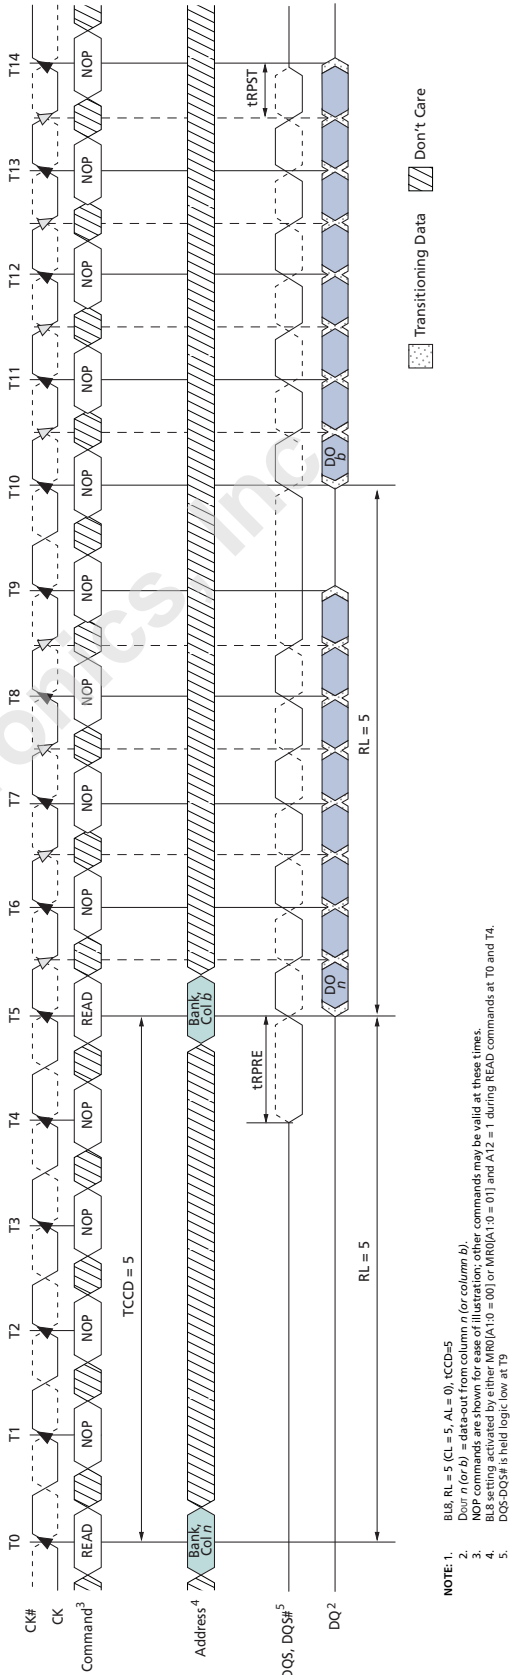 T0 T1 T2 T3 T4 T5 T6 T7 T8 T9 T10 T11 T12 T13 T14
CK#
CK
Command3 READ NOP NOP NOP NOP READ NOP NOP NOP NOP NOP NOP NOP NOP NOP
TCCD = 5
Address 4 Bank, Col n Bank, Col b
tRPRE tRPST
DQS, DQS#5
DQ2 DO n DO b
RL = 5 RL = 5
Transitioning Data Don't Care
NOTE: 1. BL8, RL = 5 (CL = 5, AL = 0), tCCD=5
2. DOUT n (or b) = data-out from column n (or column b).
3. NOP commands are shown for ease of illustration; other commands may be valid at these times.
4. BL8 setting activated by either MR0[A1:0 = 00] or MR0[A1:0 = 01] and A12 = 1 during READ commands at T0 and T4.
5. DQS-DQS# is held logic low at T9
onics, Inc